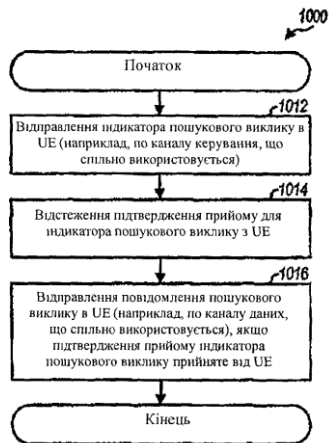 1000
Початок
1012
Відправлення індикатора пошукового виклику в
UE (наприклад, по каналу керування, що
спільно використовується)
1014
Відстеження підтвердження прийому для
індикатора пошукового виклику з UE
1016
Відправлення повідомлення пошукового
виклику в UE (наприклад, по каналу даних,
що спільно використовується), якщо
підтвердження прийому індикатора
пошукового виклику прийняте від UE
Кінець